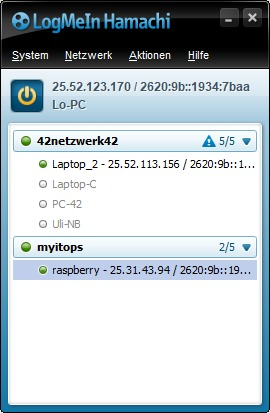 LogMeIn Hamachi
System Netzwerk Aktionen Hilfe
25.52.123.170 / 2620:9b::1934:7baa
Lo-PC
42netzwerk42 5/5
Laptop_2 - 25.52.113.156 / 2620:9b::1...
Laptop-C
PC-42
Uli-NB
myitops 2/5
raspberry - 25.31.43.94 / 2620:9b::19...